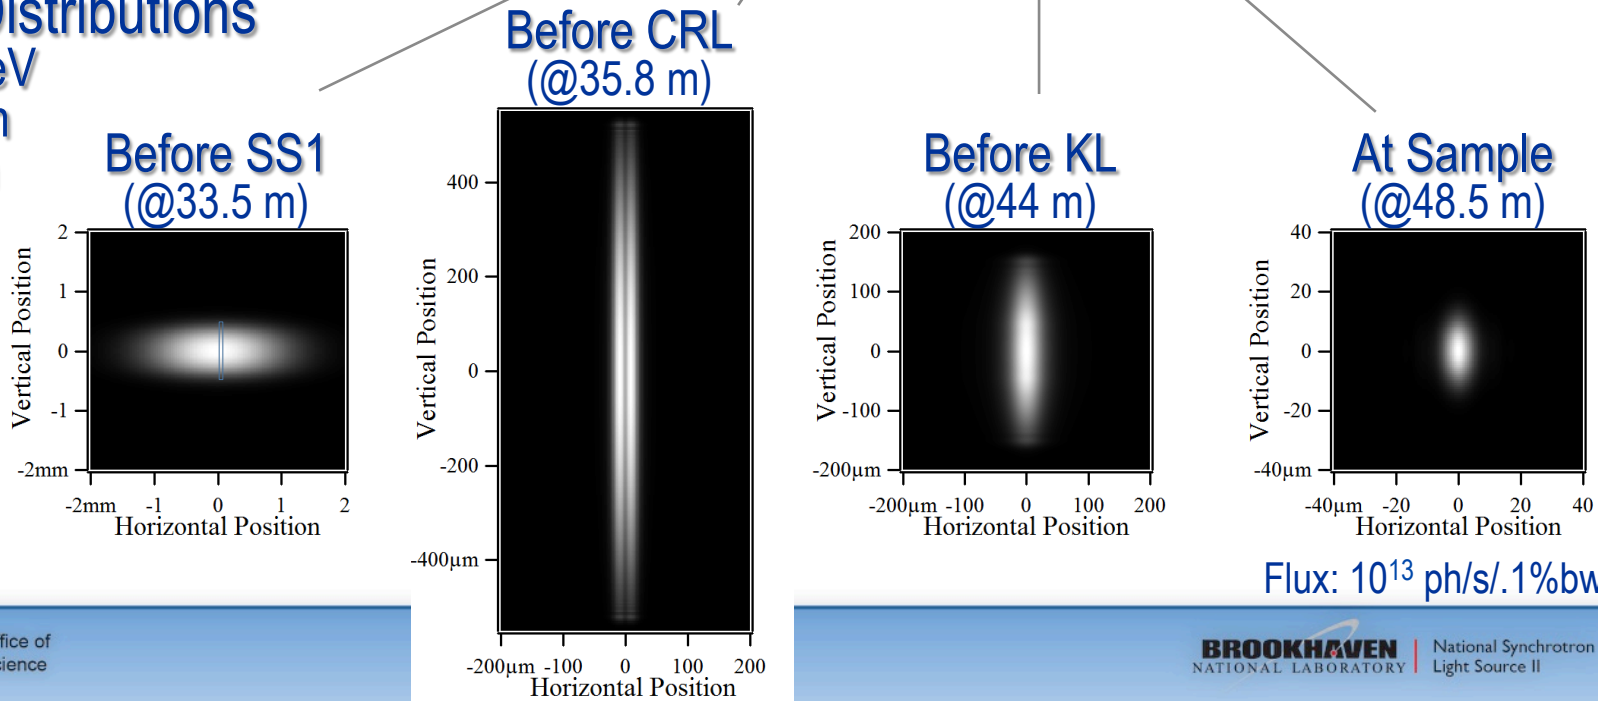 Distributions
eV
Before SS1
(@33.5 m)
2
1
0
-1
-2mm
Vertical Position
-2mm -1 0 1 2
Horizontal Position
Before CRL
(@35.8 m)
400
200
0
-200
-400µm
Vertical Position
-200µm -100 0 100 200
Horizontal Position
Before KL
(@44 m)
200
100
0
-100
-200µm
Vertical Position
-200µm -100 0 100 200
Horizontal Position
At Sample
(@48.5 m)
40
20
0
-20
-40µm
Vertical Position
-40µm -20 0 20 40
Horizontal Position
Flux: 10¹³ ph/s/.1%bw
fice of
cience
BROOKHAVEN
NATIONAL LABORATORY
National Synchrotron
Light Source II